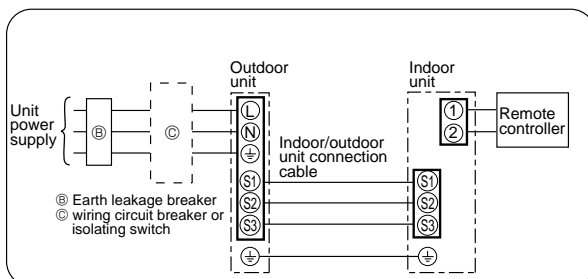 Outdoor
unit
Indoor
unit
Unit
power
supply
Ⓑ
Ⓒ
L
N
S1
S2
S3
Indoor/outdoor
unit connection
cable
S1
S2
S3
1
2
Remote
controller
Ⓑ Earth leakage breaker
Ⓒ wiring circuit breaker or
isolating switch